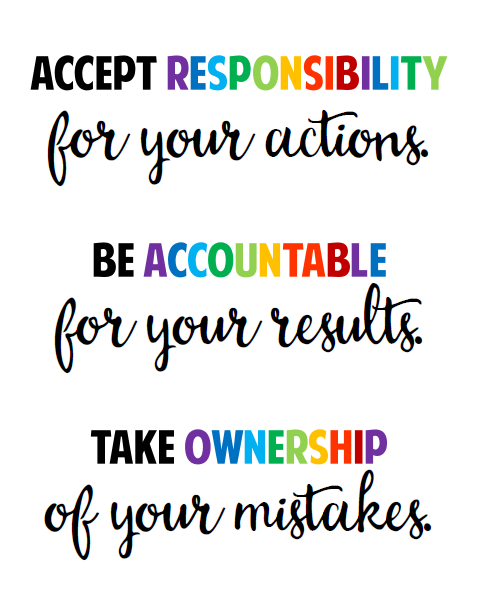 ACCEPT RESPONSIBILITY
for your actions.
BE ACCOUNTABLE
for your results.
TAKE OWNERSHIP
of your mistakes.